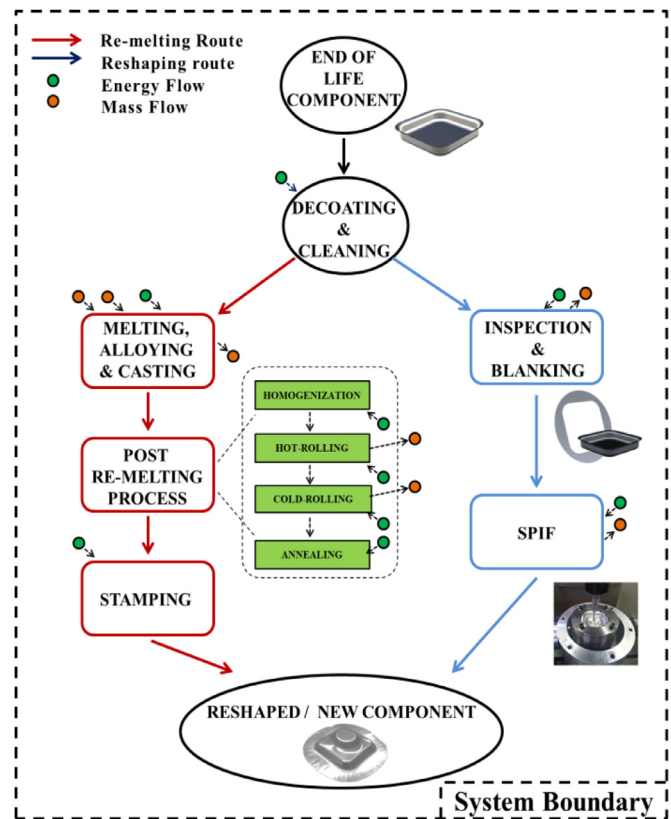 Re-melting Route
Reshaping route
Energy Flow
Mass Flow
END OF
LIFE
COMPONENT
DECOATING
&
CLEANING
MELTING,
ALLOYING
& CASTING
INSPECTION
&
BLANKING
HOMOGENIZATION
HOT-ROLLING
COLD-ROLLING
ANNEALING
POST
RE-MELTING
PROCESS
SPIF
STAMPING
RESHAPED / NEW COMPONENT
System Boundary